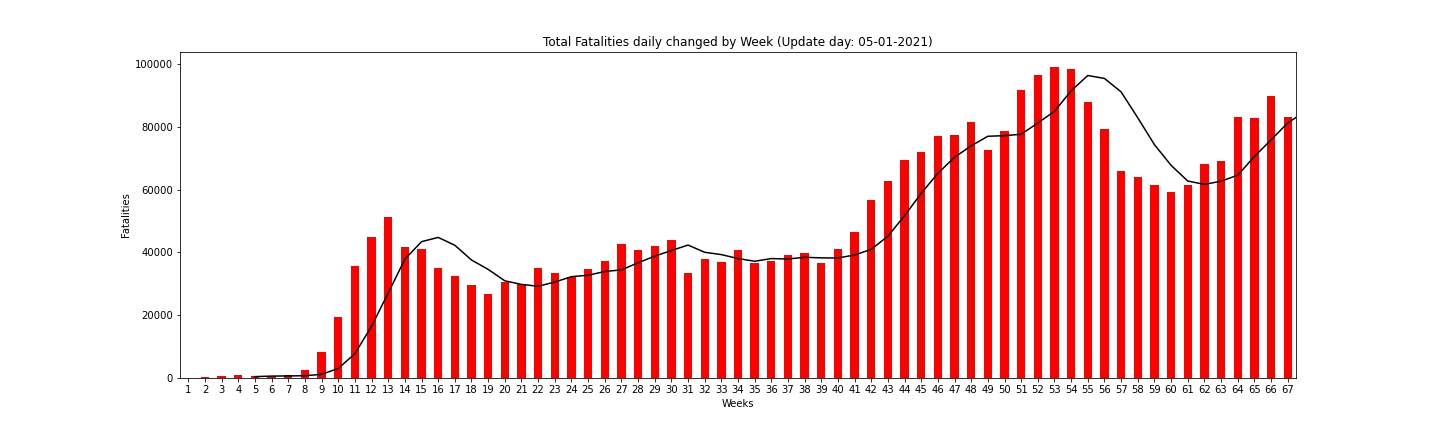 Total Fatalities daily changed by Week (Update day: 05-01-2021)
100000
80000
60000
40000
20000
0
Fatalities
1 2 3 4 5 6 7 8 9 10 11 12 13 14 15 16 17 18 19 20 21 22 23 24 25 26 27 28 29 30 31 32 33 34 35 36 37 38 39 40 41 42 43 44 45 46 47 48 49 50 51 52 53 54 55 56 57 58 59 60 61 62 63 64 65 66 67
Weeks